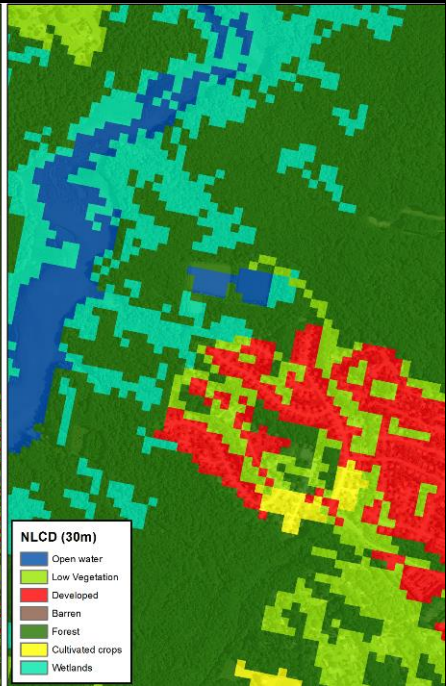 NLCD (30m)
Open water
Low Vegetation
Developed
Barren
Forest
Cultivated crops
Wetlands